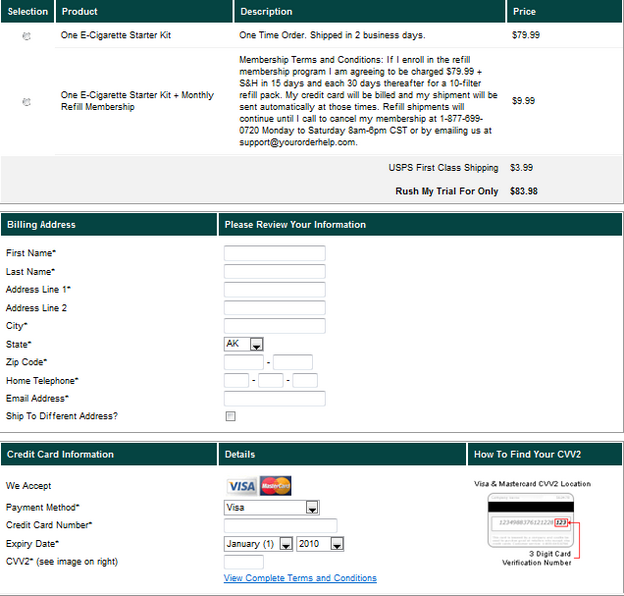 Selection Product Description Price
One E-Cigarette Starter Kit One Time Order. Shipped in 2 business days. $79.99
Membership Terms and Conditions: If I enroll in the refill
membership program I am agreeing to be charged $79.99 +
S&H in 15 days and each 30 days thereafter for a 10-filter
refill pack. My credit card will be billed and my shipment will be
sent automatically at those times. Refill shipments will
continue until I call to cancel my membership at 1-877-699-
0720 Monday to Saturday 8am-6pm CST or by emailing us at
support@yourorderhelp.com.
One E-Cigarette Starter Kit + Monthly
Refill Membership
$9.99
USPS First Class Shipping $3.99
Rush My Trial For Only $83.98
Billing Address Please Review Your Information
First Name*
Last Name*
Address Line 1*
Address Line 2
City*
State* AK
Zip Code* -
Home Telephone* - -
Email Address*
Ship To Different Address?
Credit Card Information Details How To Find Your CVV2
We Accept VISA MasterCard
Payment Method* Visa
Credit Card Number*
Expiry Date* January (1) 2010
CVV2* (see image on right)
View Complete Terms and Conditions
Visa & Mastercard CVV2 Location
123
3 Digit Card
Verification Number